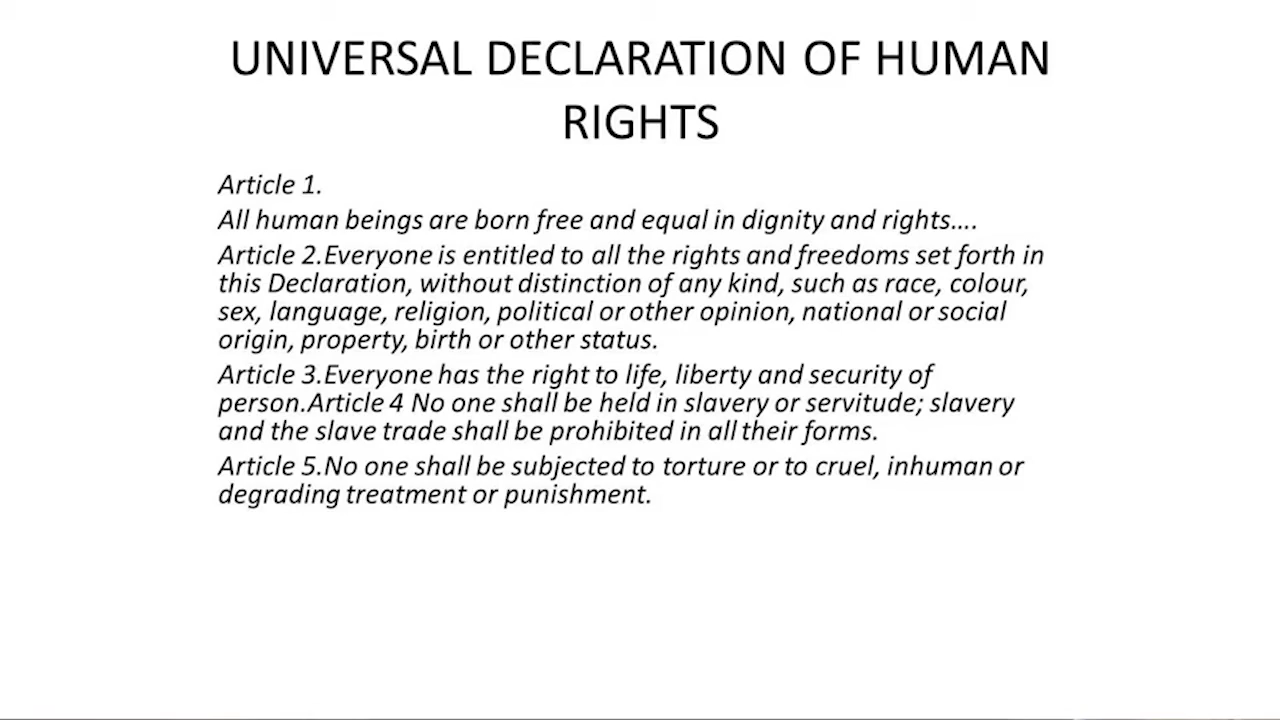 UNIVERSAL DECLARATION OF HUMAN
RIGHTS
Article 1.
All human beings are born free and equal in dignity and rights....
Article 2.Everyone is entitled to all the rights and freedoms set forth in
this Declaration, without distinction of any kind, such as race, colour,
sex, language, religion, political or other opinion, national or social
origin, property, birth or other status.
Article 3.Everyone has the right to life, liberty and security of
person.Article 4 No one shall be held in slavery or servitude; slavery
and the slave trade shall be prohibited in all their forms.
Article 5.No one shall be subjected to torture or to cruel, inhuman or
degrading treatment or punishment.